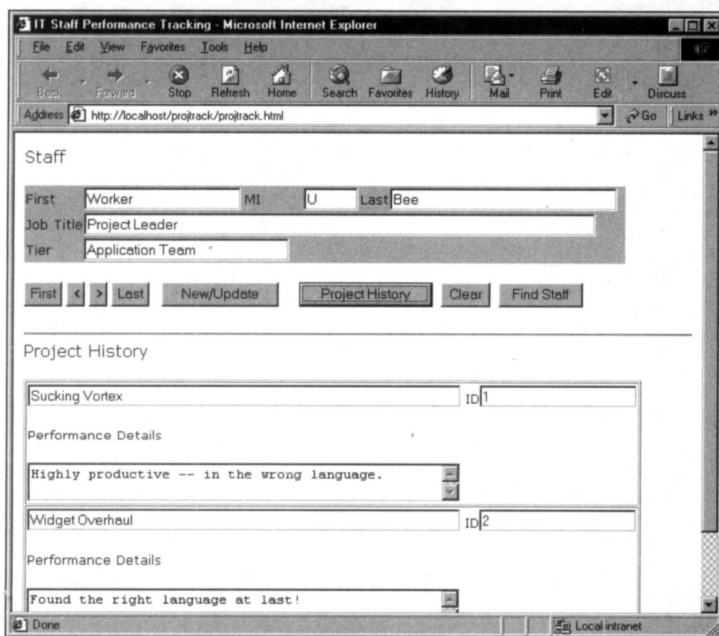 IT Staff Performance Tracking - Microsoft Internet Explorer
File Edit View Favorites Tools Help
Back Forward Stop Refresh Home Search Favorites History Mail Print Edit Discuss
Address http://localhost/projtrack/projtrack.html Go Links »
Staff
First Worker MI U Last Bee
Job Title Project Leader
Tier Application Team
First < > Last New/Update Project History Clear Find Staff
Project History
Sucking Vortex ID 1
Performance Details
Highly productive -- in the wrong language.
Widget Overhaul ID 2
Performance Details
Found the right language at last!
Done Local intranet